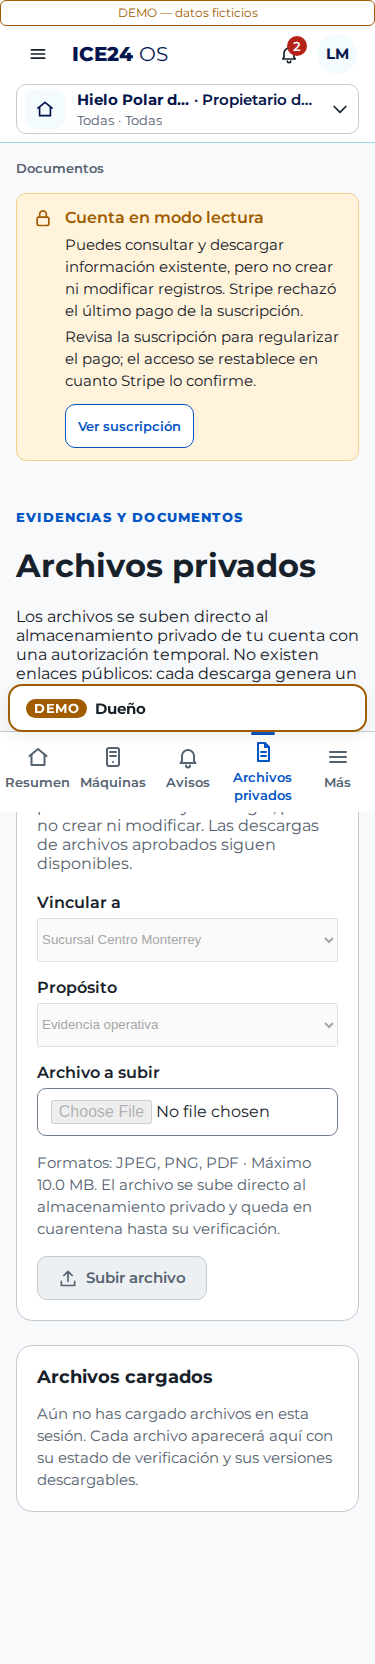 DEMO — datos ficticios
ICE24 OS
2
LM
Hielo Polar d... · Propietario d...
Todas · Todas
Documentos
Cuenta en modo lectura
Puedes consultar y descargar
información existente, pero no crear
ni modificar registros. Stripe rechazó
el último pago de la suscripción.
Revisa la suscripción para regularizar
el pago; el acceso se restablece en
cuanto Stripe lo confirme.
Ver suscripción
EVIDENCIAS Y DOCUMENTOS
Archivos privados
Los archivos se suben directo al
almacenamiento privado de tu cuenta con
una autorización temporal. No existen
enlaces públicos: cada descarga genera un
DEMO Dueño
Resumen
Máquinas
Avisos
Archivos
privados
Más
no crear ni modificar. Las descargas
de archivos aprobados siguen
disponibles.
Vincular a
Sucursal Centro Monterrey
Propósito
Evidencia operativa
Archivo a subir
Choose File No file chosen
Formatos: JPEG, PNG, PDF · Máximo
10.0 MB. El archivo se sube directo al
almacenamiento privado y queda en
cuarentena hasta su verificación.
Subir archivo
Archivos cargados
Aún no has cargado archivos en esta
sesión. Cada archivo aparecerá aquí con
su estado de verificación y sus versiones
descargables.